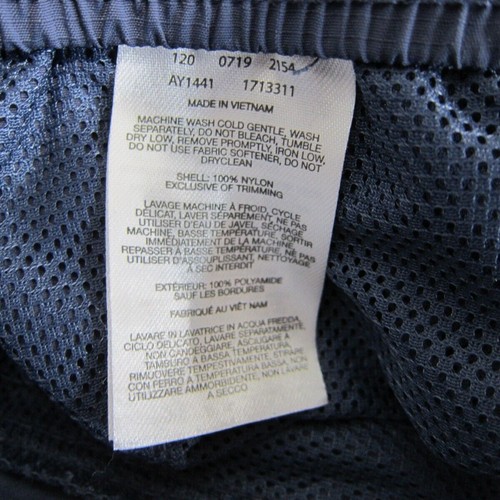 120 0719 2154
AY1441 1713311
MADE IN VIETNAM
MACHINE WASH COLD GENTLE, WASH
SEPARATELY, DO NOT BLEACH, TUMBLE
DRY LOW, REMOVE PROMPTLY, IRON LOW,
DO NOT USE FABRIC SOFTENER, DO NOT
DRYCLEAN
SHELL: 100% NYLON
EXCLUSIVE OF TRIMMING
LAVAGE MACHINE À FROID, CYCLE
DÉLICAT, LAVER SÉPARÉMENT, NE PAS
UTILISER D'EAU DE JAVEL, SÉCHAGE
MACHINE, BASSE TEMPÉRATURE, SORTIR
IMMÉDIATEMENT DE LA MACHINE,
REPASSER À BASSE TEMPÉRATURE, NE PAS
UTILISER D'ASSOUPLISSANT, NETTOYAGE
À SEC INTERDIT
EXTÉRIEUR: 100% POLYAMIDE
SAUF LES BORDURES
FABRIQUÉ AU VIÊT NAM
LAVARE IN LAVATRICE IN ACQUA FREDDA,
CICLO DELICATO, LAVARE SEPARATAMENTE,
NON CANDEGGIARE, ASCIUGARE A
TAMBURO A BASSA TEMPERATURA,
RIMUOVERE TEMPESTIVAMENTE, STIRARE
CON FERRO A TEMPERATURA BASSA, NON
UTILIZZARE AMMORBIDENTE, NON LAVARE
A SECCO